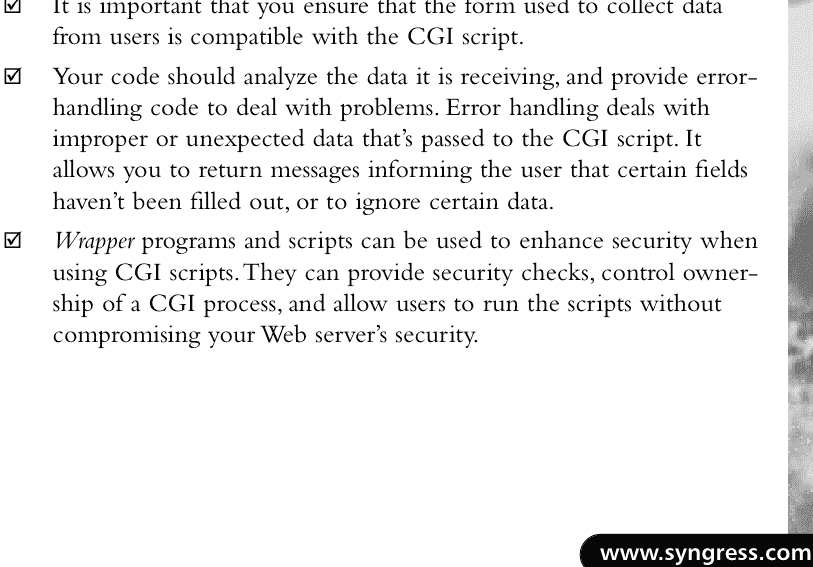 ☑ It is important that you ensure that the form used to collect data
from users is compatible with the CGI script.
☑ Your code should analyze the data it is receiving, and provide error-
handling code to deal with problems. Error handling deals with
improper or unexpected data that’s passed to the CGI script. It
allows you to return messages informing the user that certain fields
haven’t been filled out, or to ignore certain data.
☑ Wrapper programs and scripts can be used to enhance security when
using CGI scripts. They can provide security checks, control owner-
ship of a CGI process, and allow users to run the scripts without
compromising your Web server’s security.
www.syngress.com